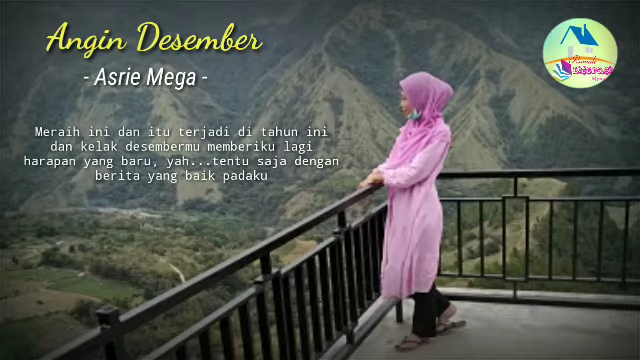 Angin Desember
- Asrie Mega -
Meraih ini dan itu terjadi di tahun ini
dan kelak desembermu memberiku lagi
harapan yang baru, yah...tentu saja dengan
berita yang baik padaku
Rumah